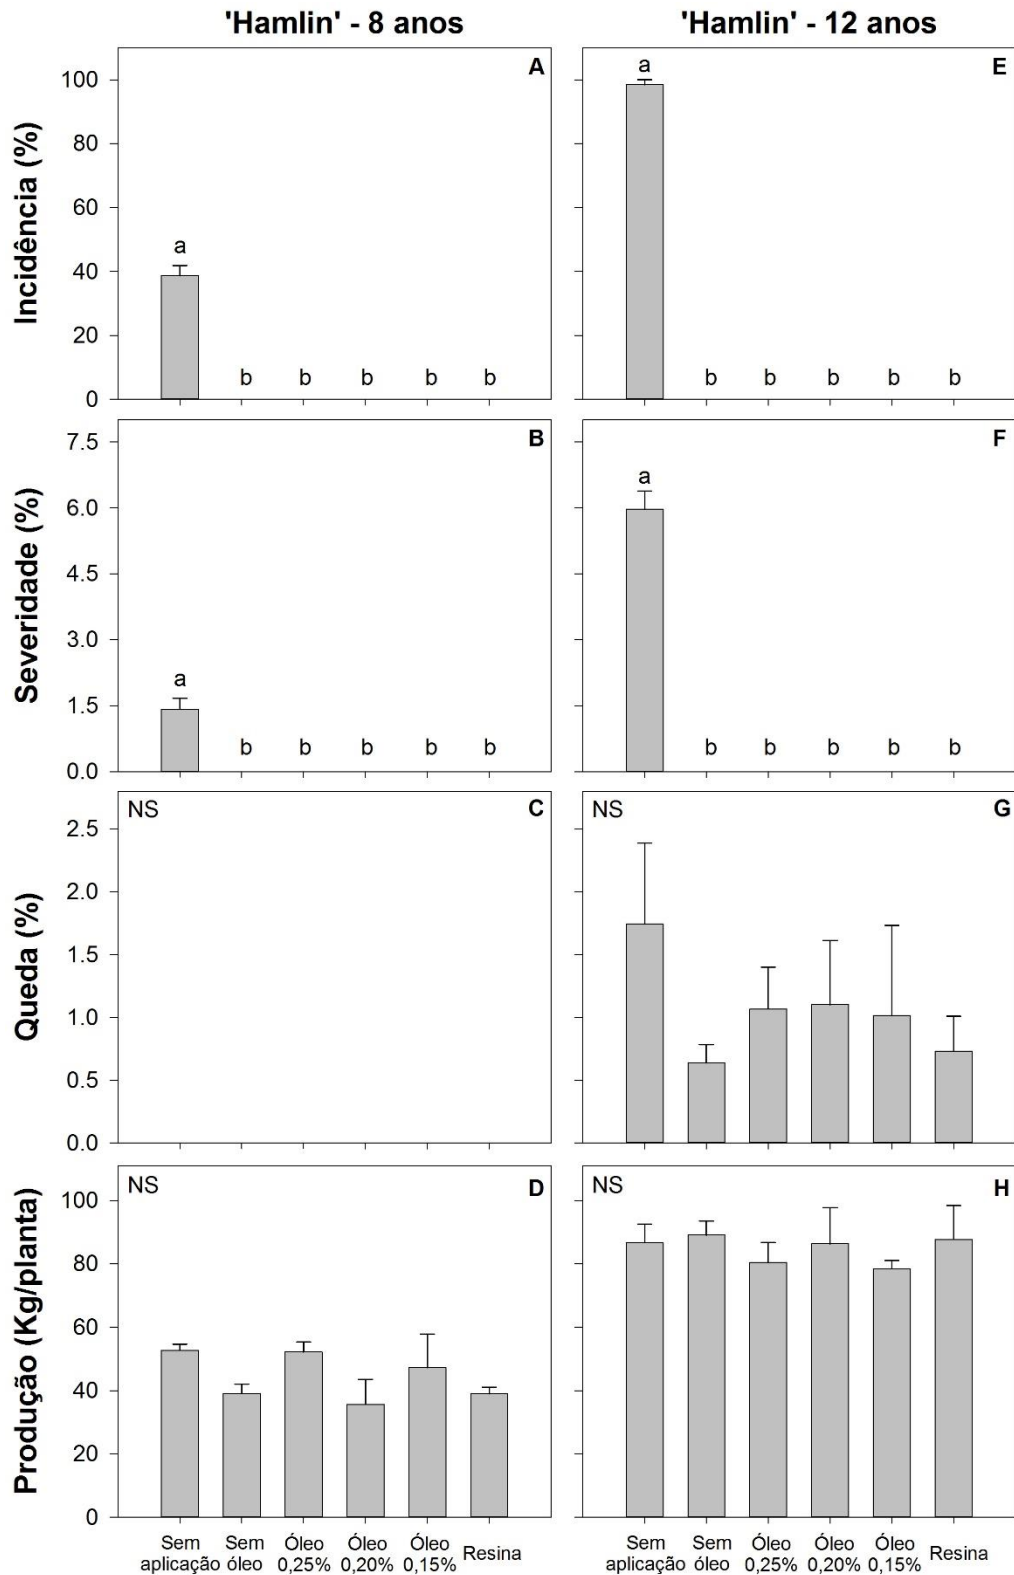 'Hamlin' - 8 anos
'Hamlin' - 12 anos
Incidência (%)
100
80
60
40
20
0
A
a
b b b b b
E
a
b b b b b
Severidade (%)
7.5
6.0
4.5
3.0
1.5
0.0
B
a
b b b b b
F
a
b b b b b
Queda (%)
2.5
2.0
1.5
1.0
0.5
0.0
NS
C
NS
G
Produção (Kg/planta)
100
80
60
40
20
0
NS
D
NS
H
Sem
aplicação
Sem
óleo
Óleo
0,25%
Óleo
0,20%
Óleo
0,15%
Resina
Sem
aplicação
Sem
óleo
Óleo
0,25%
Óleo
0,20%
Óleo
0,15%
Resina